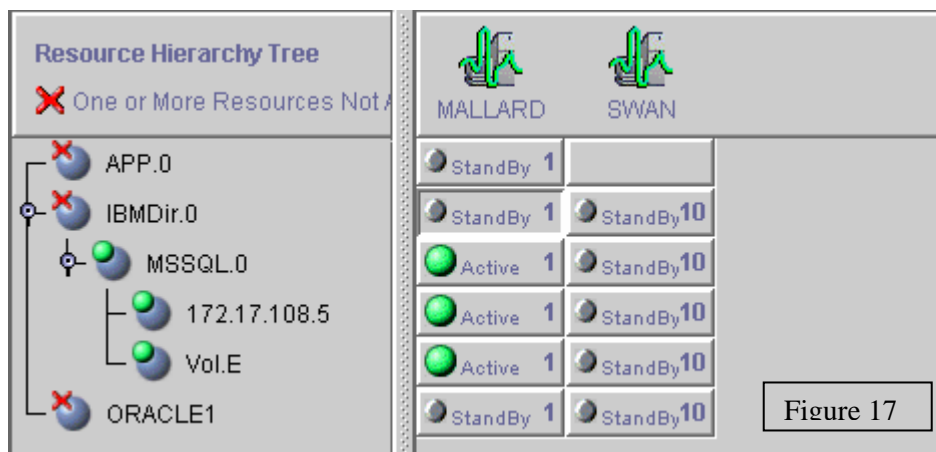 Resource Hierarchy Tree
One or More Resources Not
MALLARD SWAN
APP.0 StandBy 1
IBMDir.0 StandBy 1 StandBy 10
MSSQL.0 Active 1 StandBy 10
172.17.108.5 Active 1 StandBy 10
Vol.E Active 1 StandBy 10
ORACLE1 StandBy 1 StandBy 10
Figure 17